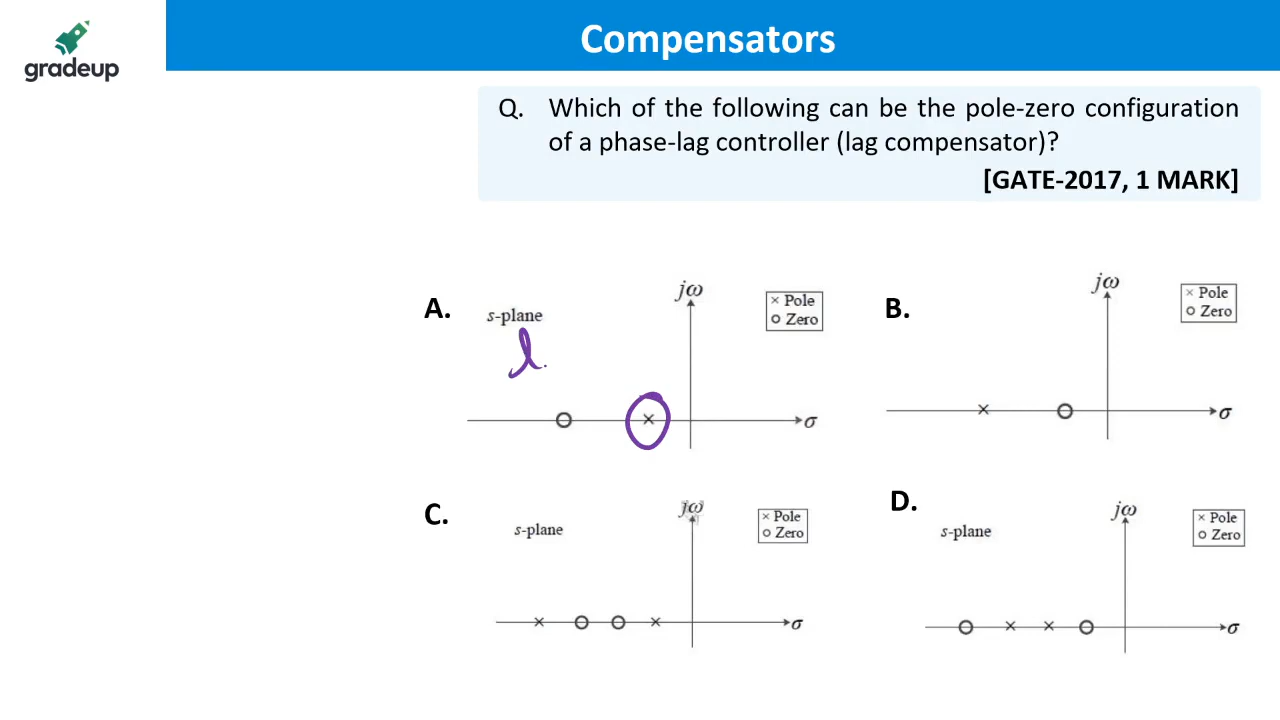 Compensators
gradeup
Q. Which of the following can be the pole-zero configuration
of a phase-lag controller (lag compensator)?
[GATE-2017, 1 MARK]
A.
jω
s-plane
× Pole
o Zero
σ
l.
B.
jω
× Pole
o Zero
σ
C.
jω
s-plane
× Pole
o Zero
σ
D.
jω
s-plane
× Pole
o Zero
σ